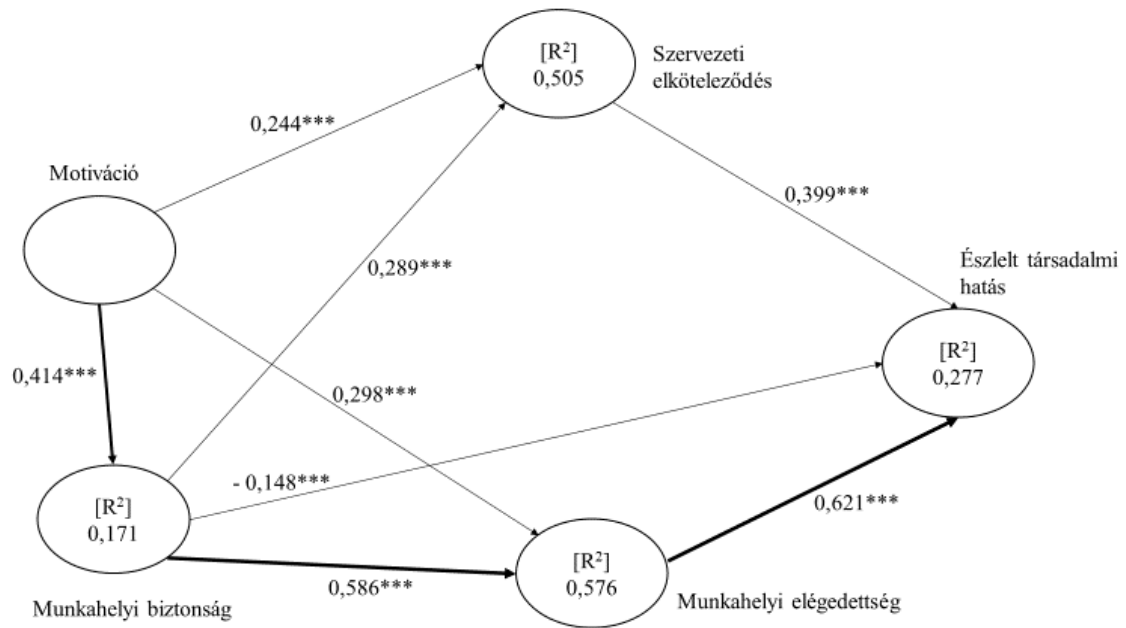 [R²]
0,505
Szervezeti
elköteleződés
0,244***
Motiváció
0,399***
0,289***
Észlelt társadalmi
hatás
[R²]
0,277
0,414***
0,298***
- 0,148***
[R²]
0,171
0,621***
[R²]
0,576
0,586***
Munkahelyi biztonság
Munkahelyi elégedettség